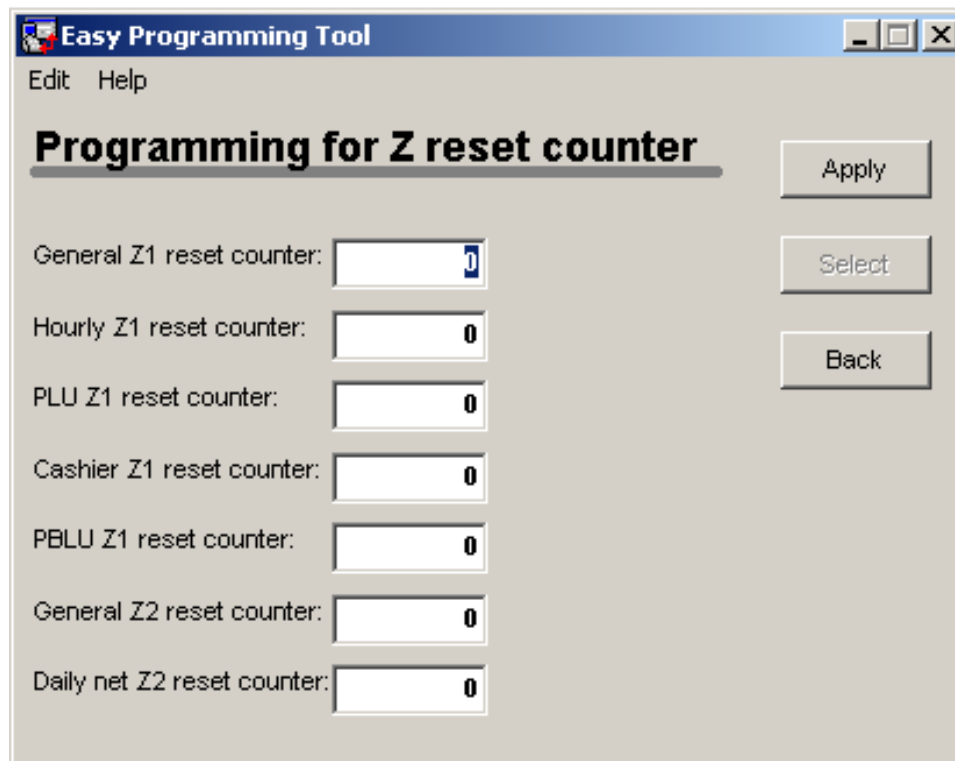 Easy Programming Tool
Edit Help
Programming for Z reset counter
Apply
General Z1 reset counter: 0
Select
Hourly Z1 reset counter: 0
Back
PLU Z1 reset counter: 0
Cashier Z1 reset counter: 0
PBLU Z1 reset counter: 0
General Z2 reset counter: 0
Daily net Z2 reset counter: 0